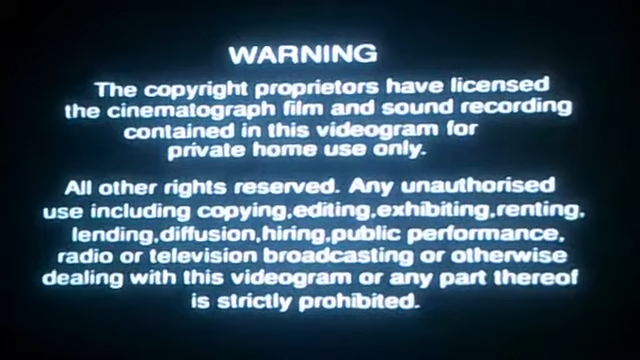 WARNING
The copyright proprietors have licensed
the cinematograph film and sound recording
contained in this videogram for
private home use only.
All other rights reserved. Any unauthorised
use including copying,editing,exhibiting,renting,
lending,diffusion,hiring,public performance,
radio or television broadcasting or otherwise
dealing with this videogram or any part thereof
is strictly prohibited.